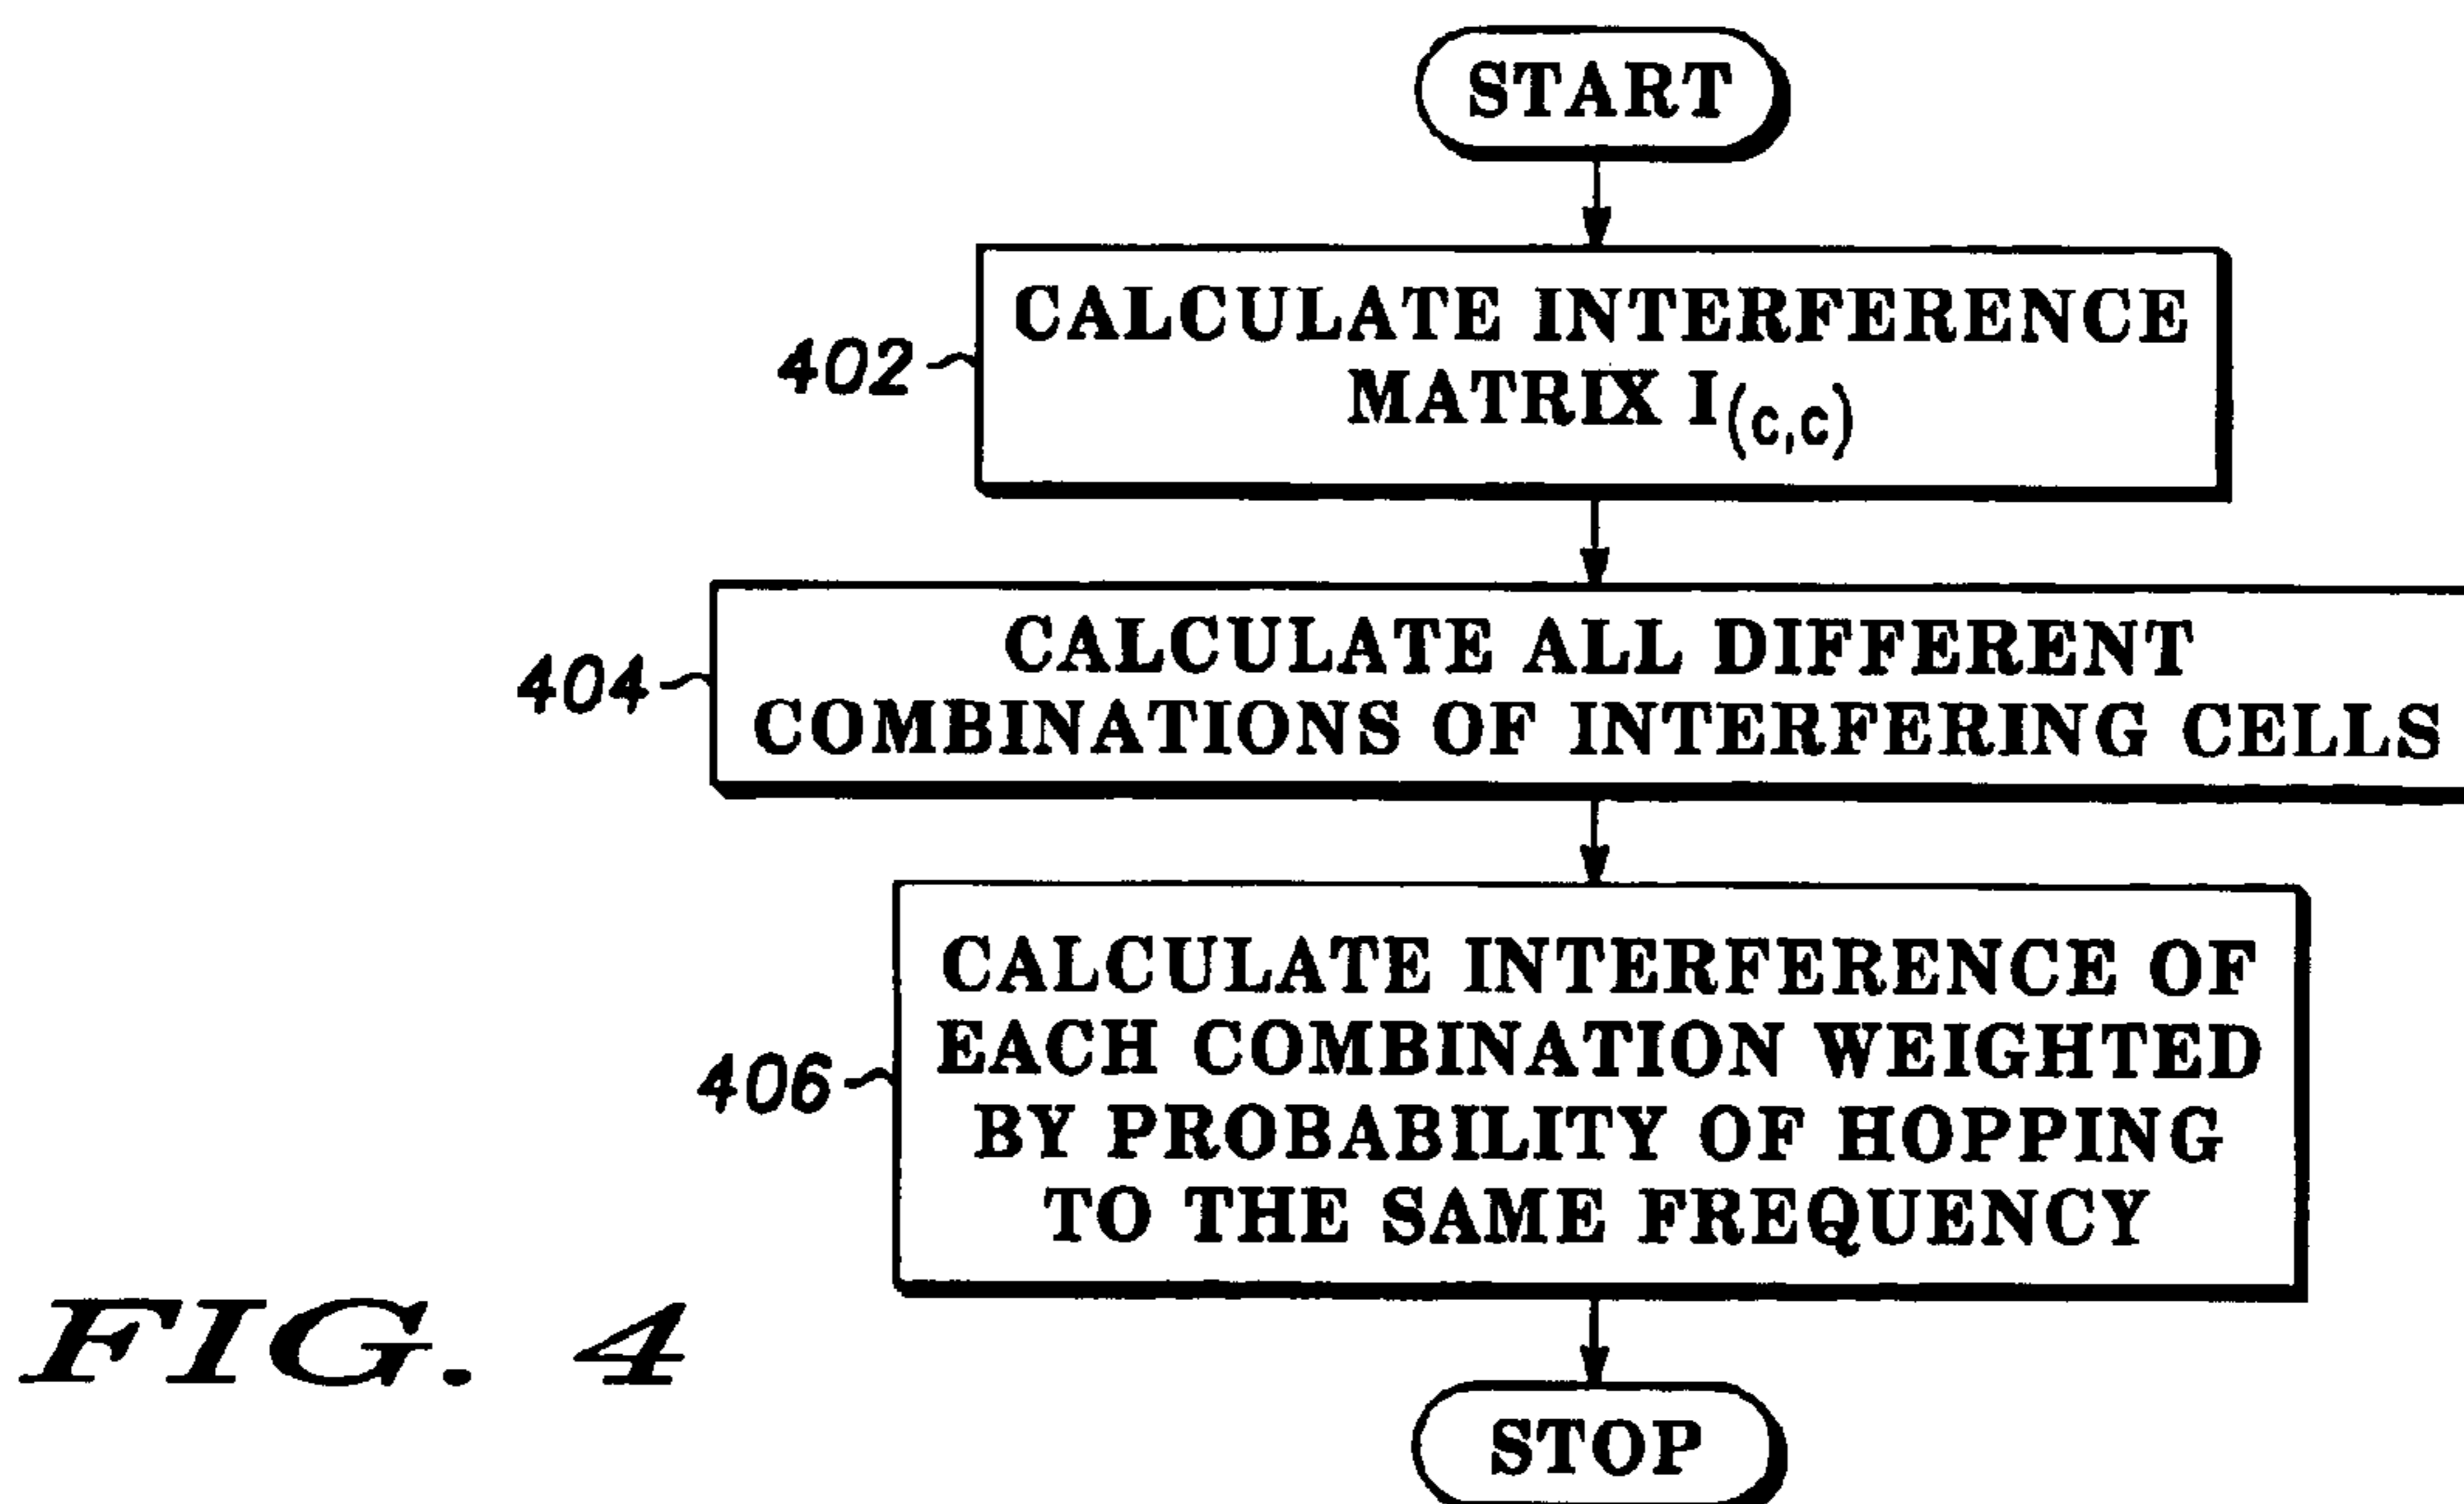 START
CALCULATE INTERFERENCE
MATRIX I(c,c)
402
CALCULATE ALL DIFFERENT
COMBINATIONS OF INTERFERING CELLS
404
CALCULATE INTERFERENCE OF
EACH COMBINATION WEIGHTED
BY PROBABILITY OF HOPPING
TO THE SAME FREQUENCY
406
STOP
FIG. 4